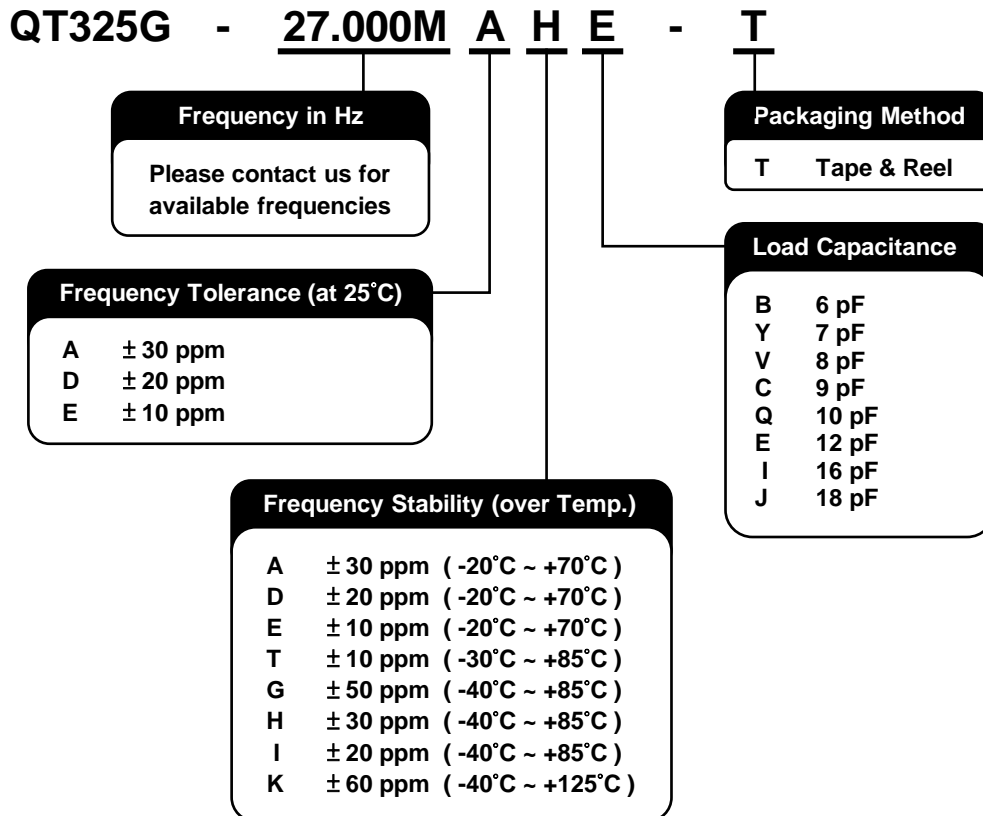 QT325G - 27.000M A H E - T
Frequency in Hz
Please contact us for
available frequencies
Packaging Method
T Tape & Reel
Load Capacitance
B 6 pF
Y 7 pF
V 8 pF
C 9 pF
Q 10 pF
E 12 pF
I 16 pF
J 18 pF
Frequency Tolerance (at 25˚C)
A ± 30 ppm
D ± 20 ppm
E ± 10 ppm
Frequency Stability (over Temp.)
A ± 30 ppm ( -20˚C ~ +70˚C )
D ± 20 ppm ( -20˚C ~ +70˚C )
E ± 10 ppm ( -20˚C ~ +70˚C )
T ± 10 ppm ( -30˚C ~ +85˚C )
G ± 50 ppm ( -40˚C ~ +85˚C )
H ± 30 ppm ( -40˚C ~ +85˚C )
I ± 20 ppm ( -40˚C ~ +85˚C )
K ± 60 ppm ( -40˚C ~ +125˚C )